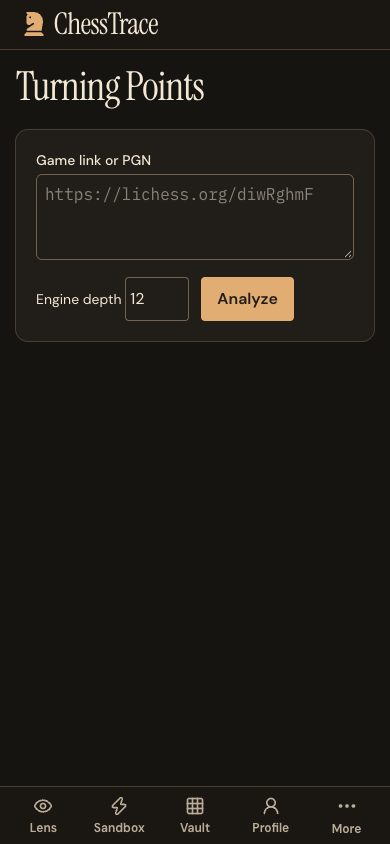 ChessTrace
Turning Points
Game link or PGN
https://lichess.org/diwRghmF
Engine depth 12 Analyze
Lens Sandbox Vault Profile More